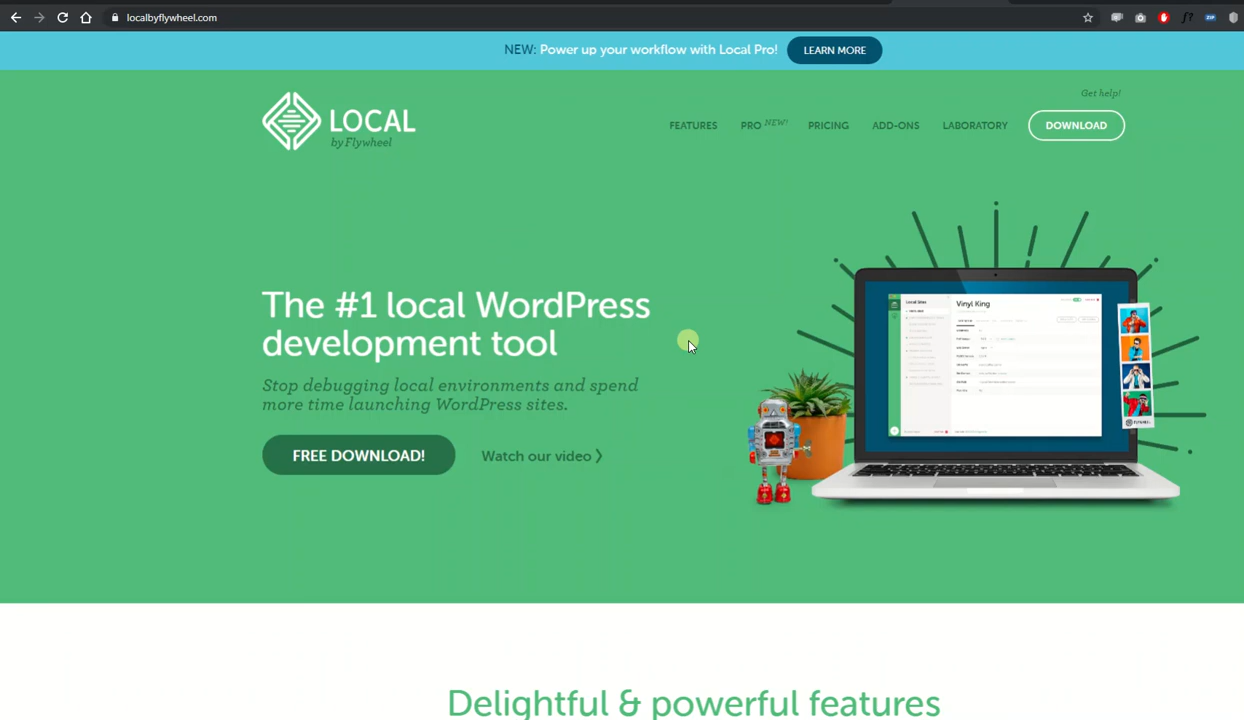 localbyflywheel.com
NEW: Power up your workflow with Local Pro! LEARN MORE
Get help!
LOCAL
by Flywheel
FEATURES PRO NEW! PRICING ADD-ONS LABORATORY DOWNLOAD
The #1 local WordPress
development tool
Stop debugging local environments and spend
more time launching WordPress sites.
FREE DOWNLOAD! Watch our video ❯
Local Sites
Vinyl King
Delightful & powerful features